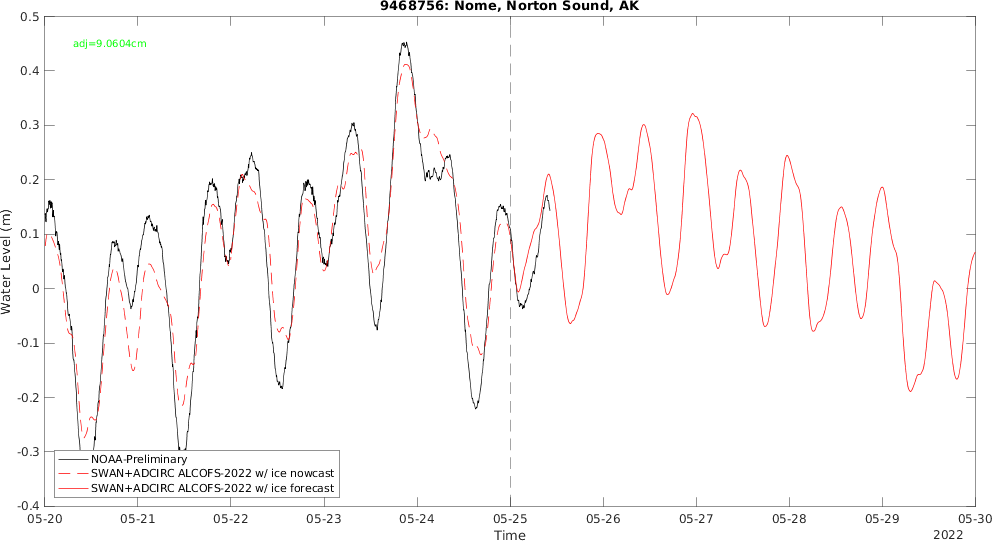 9468756: Nome, Norton Sound, AK
adj=9.0604cm
0.5
0.4
0.3
0.2
0.1
0
-0.1
-0.2
-0.3
-0.4
Water Level (m)
NOAA-Preliminary
SWAN+ADCIRC ALCOFS-2022 w/ ice nowcast
SWAN+ADCIRC ALCOFS-2022 w/ ice forecast
05-20 05-21 05-22 05-23 05-24 05-25 05-26 05-27 05-28 05-29 05-30
Time
2022